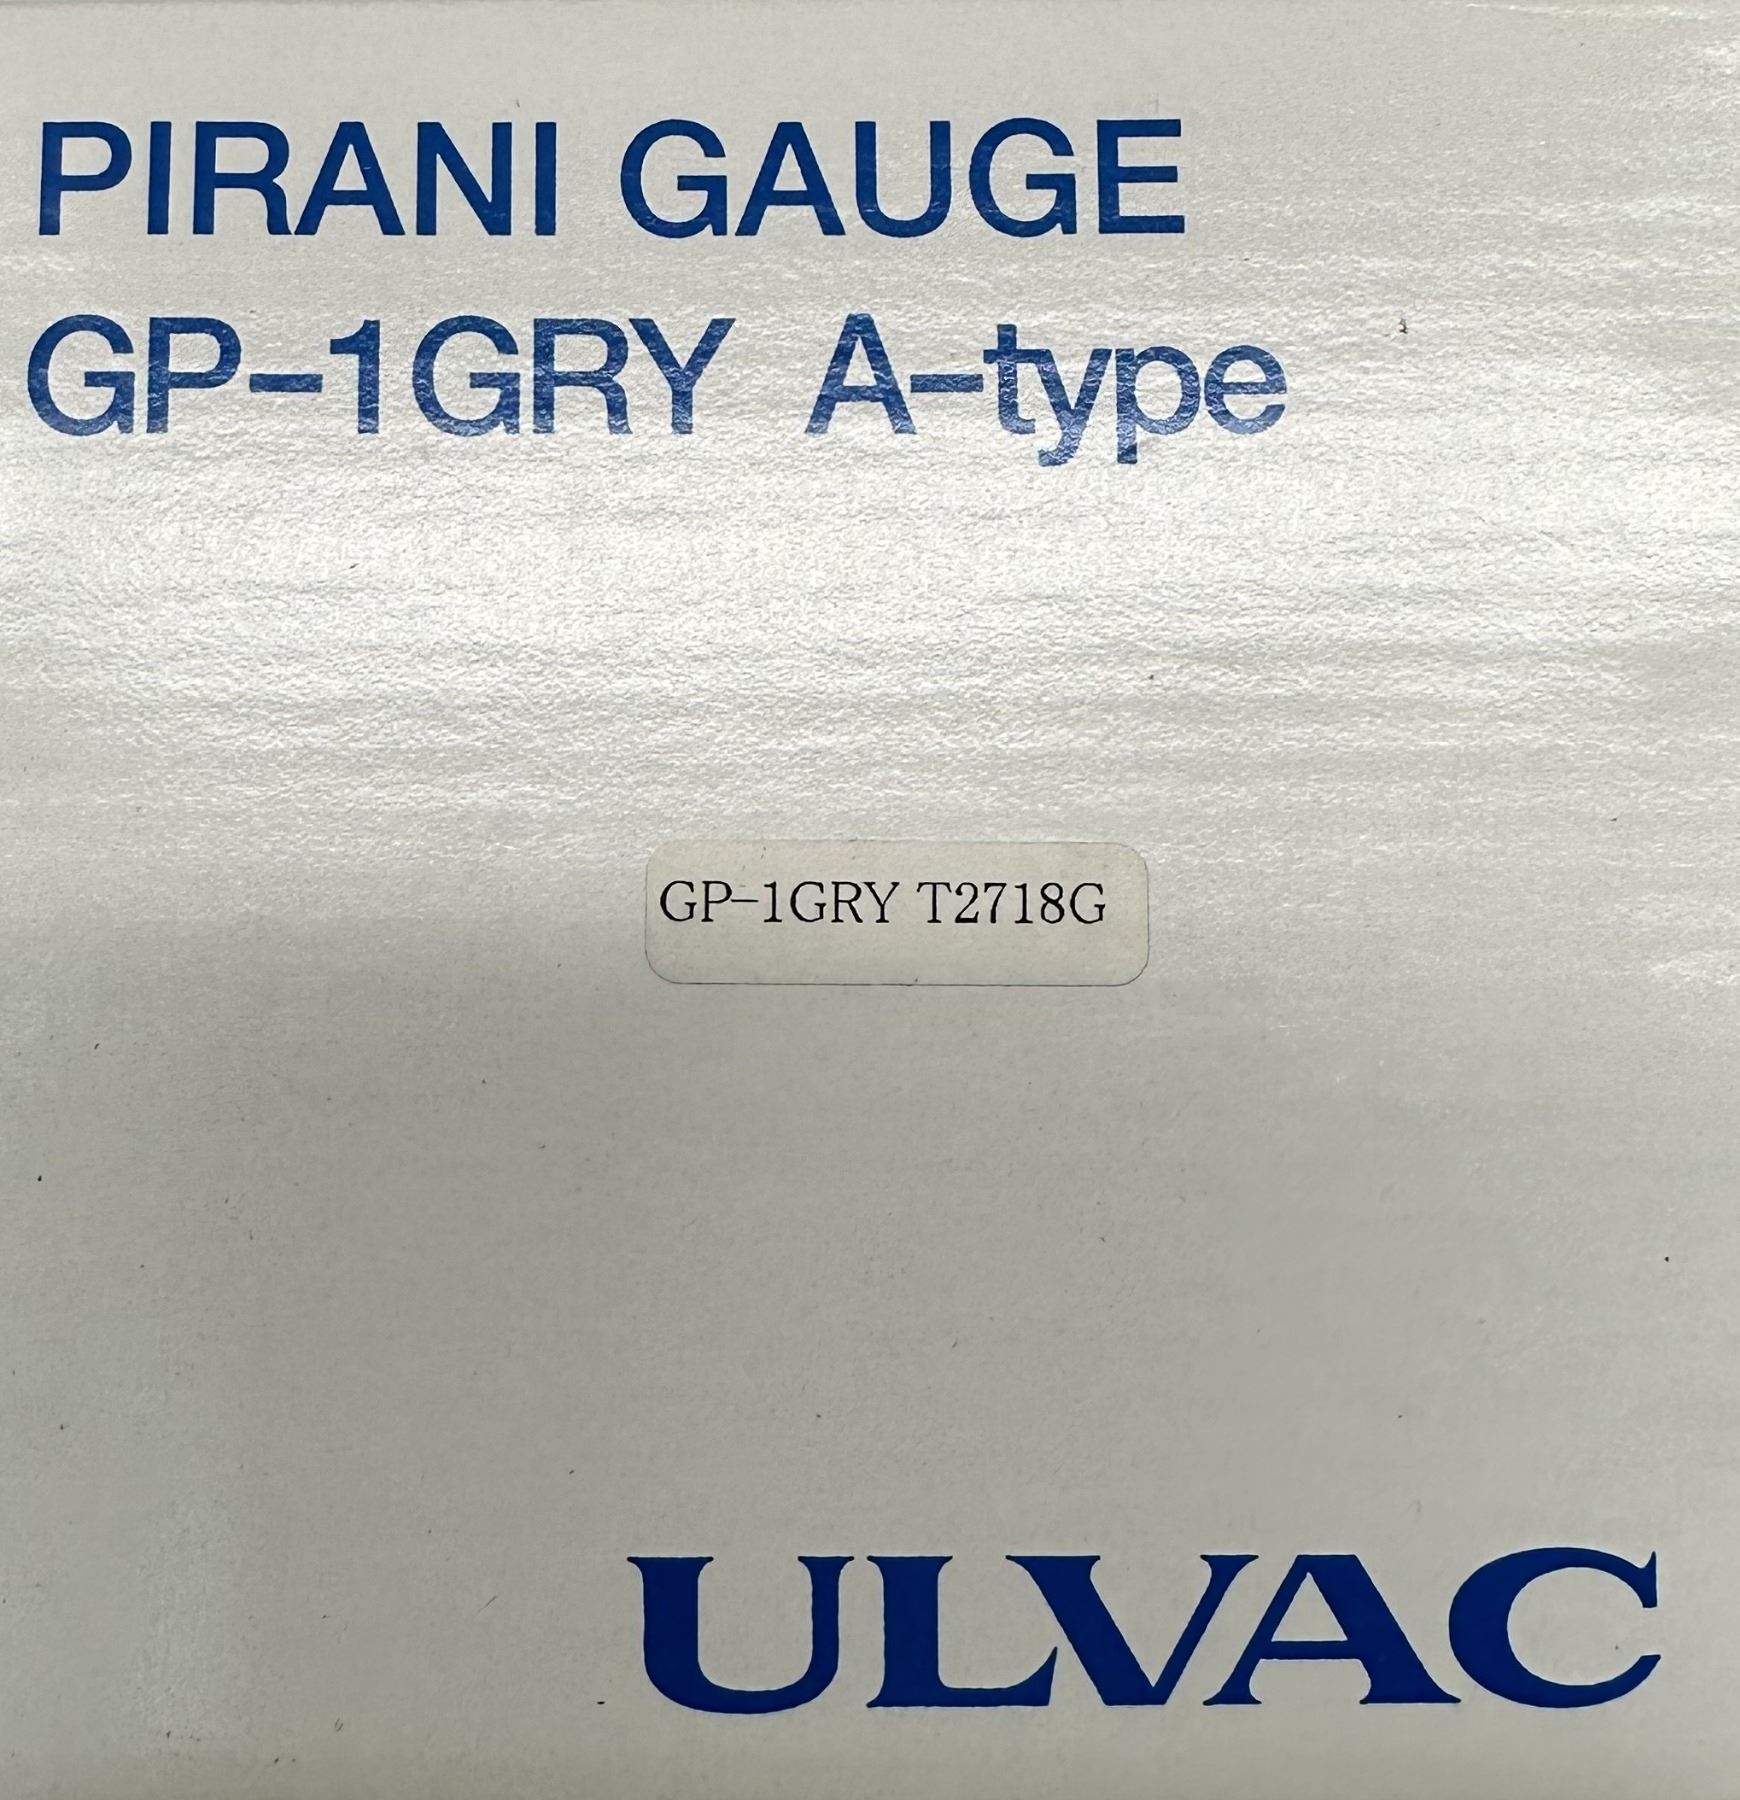 PIRANI GAUGE
GP-1GRY A-type
GP-1GRY T2718G
ULVAC